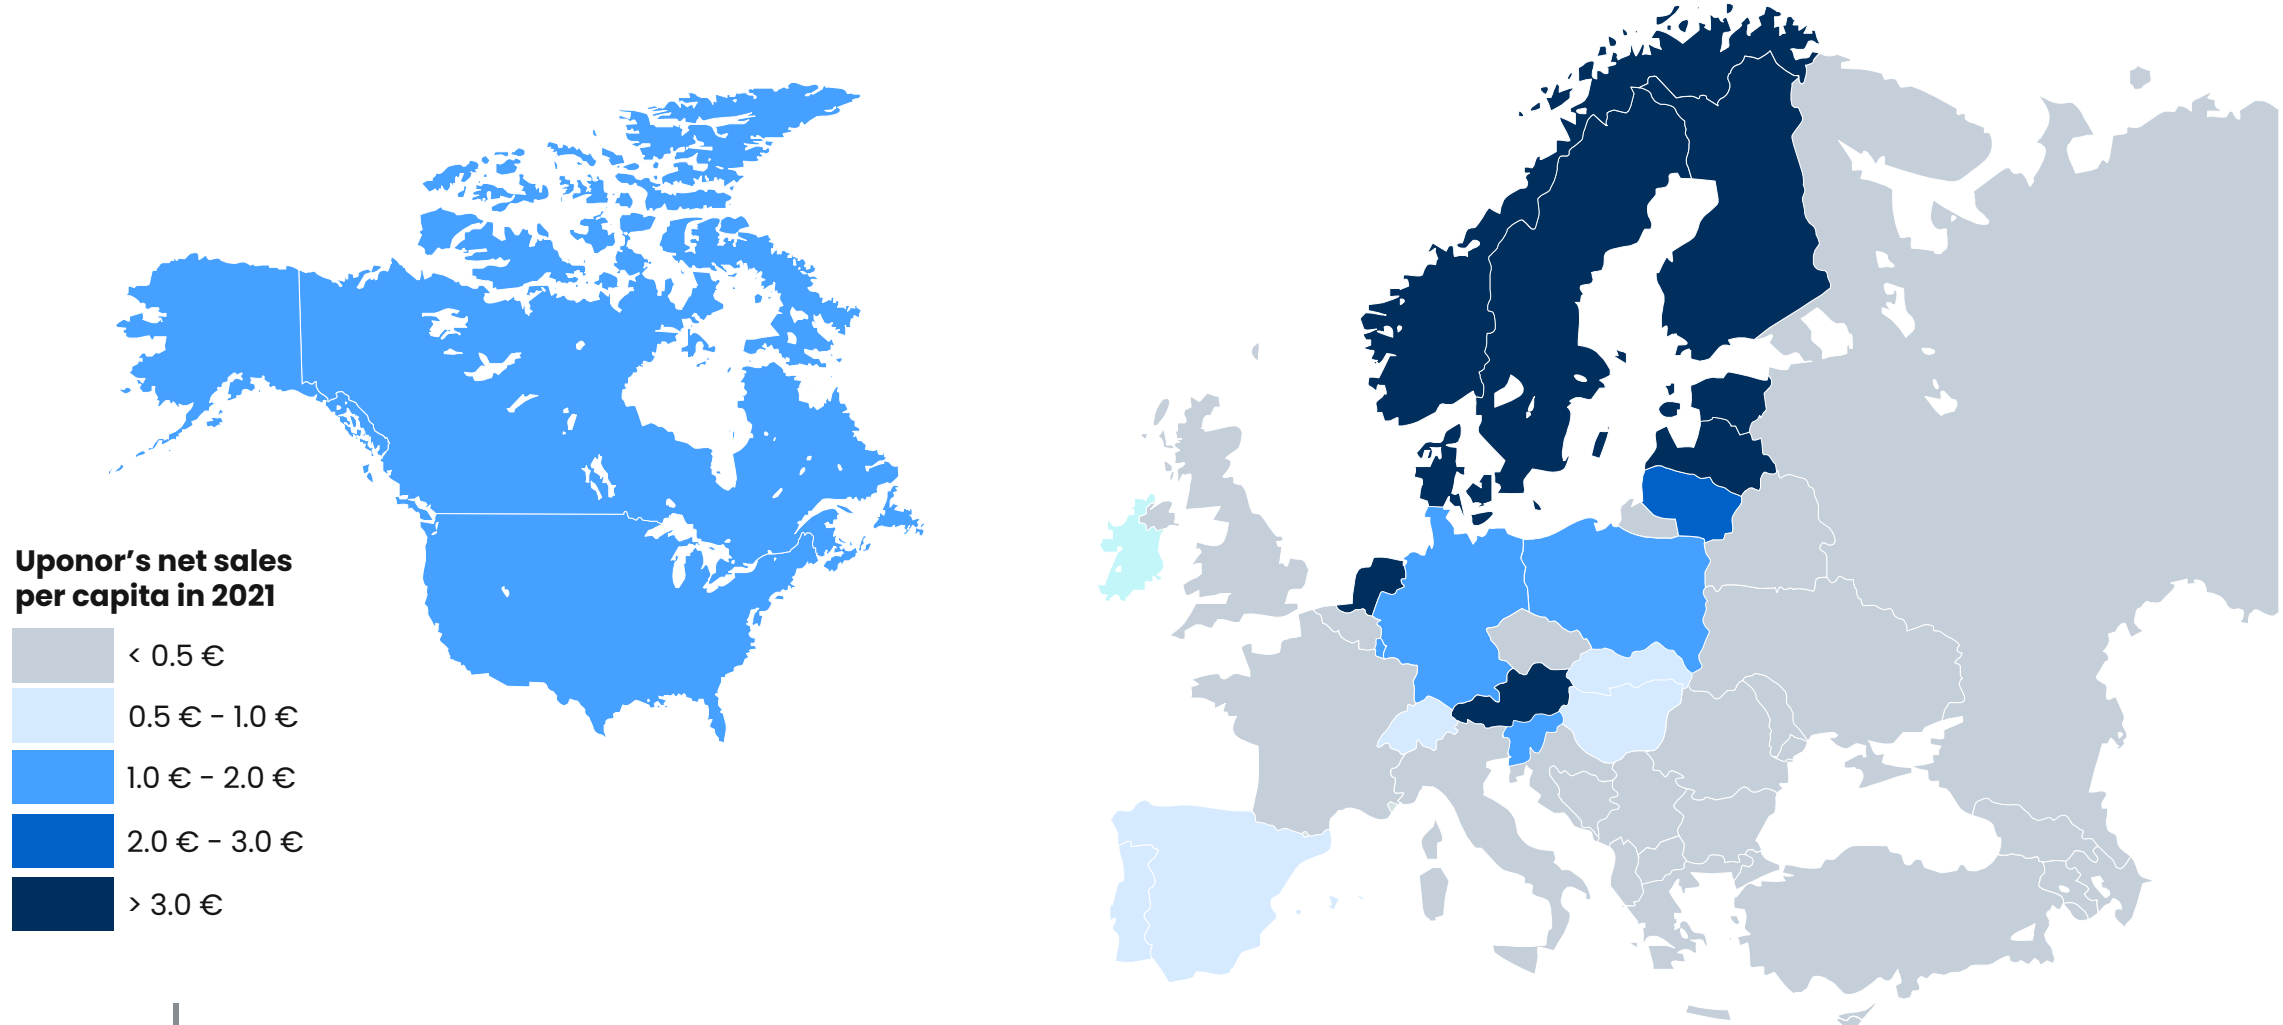 Uponor’s net sales
per capita in 2021
< 0.5 €
0.5 € - 1.0 €
1.0 € - 2.0 €
2.0 € - 3.0 €
> 3.0 €